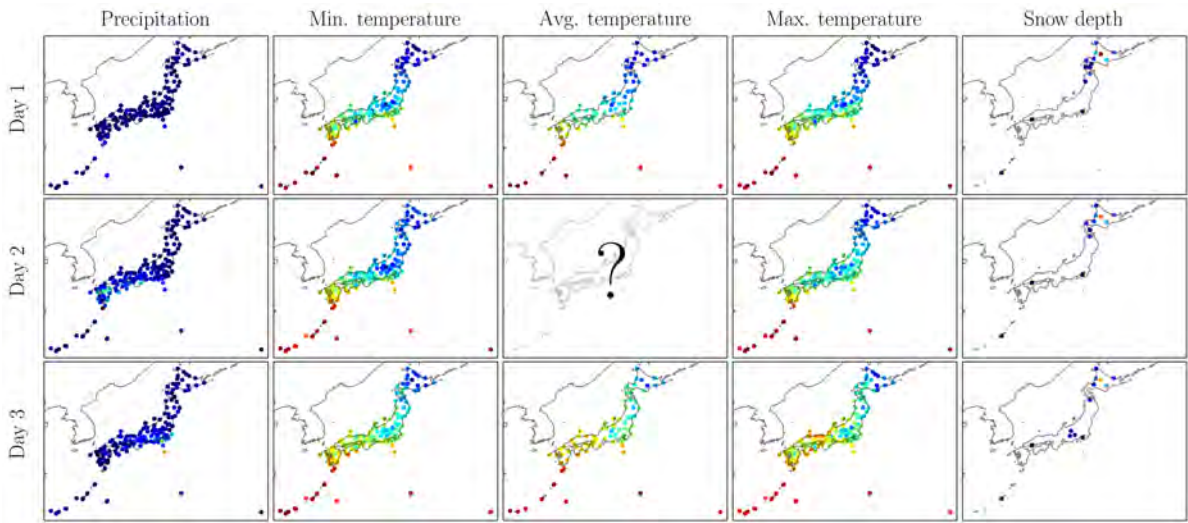 Precipitation Min. temperature Avg. temperature Max. temperature Snow depth
Day 1
Day 2
?
Day 3